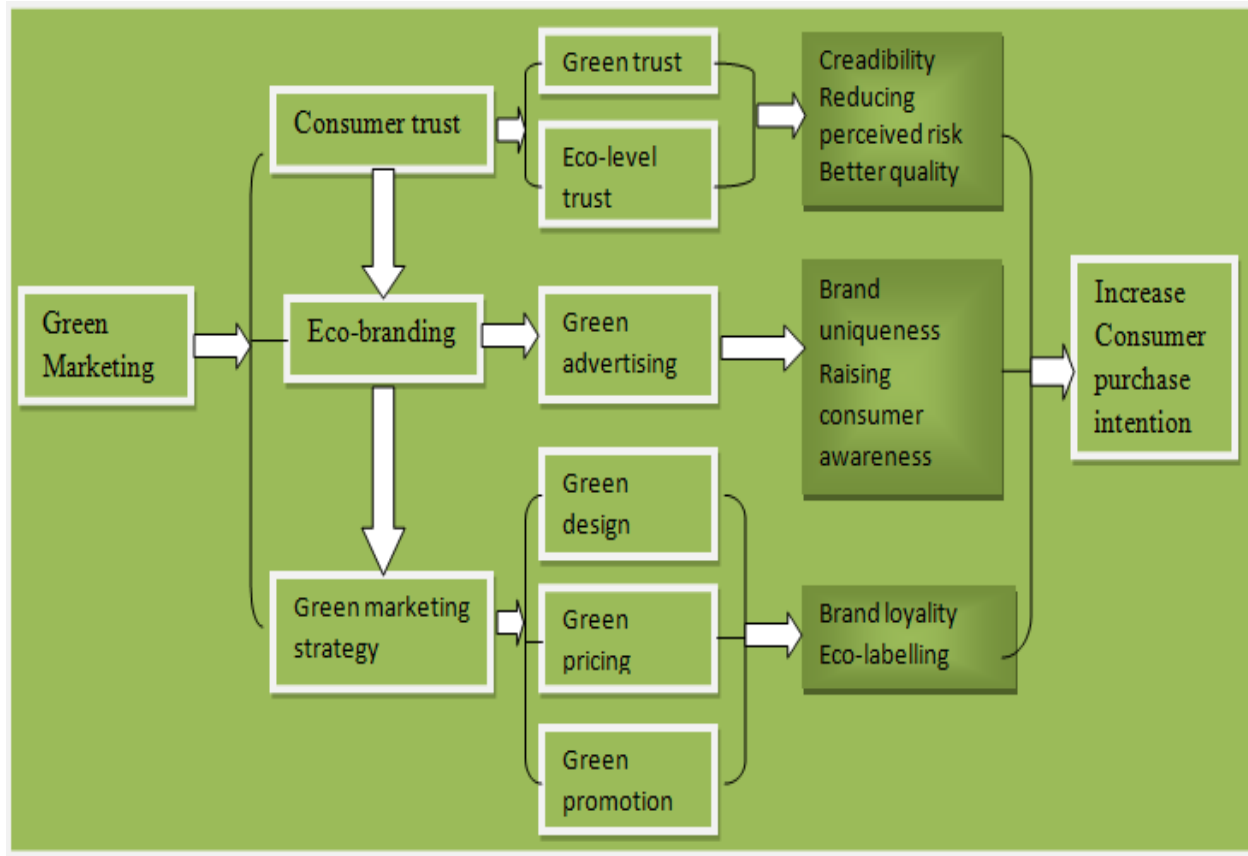 Green trust
Creadibility
Reducing
perceived risk
Better quality
Consumer trust
Eco-level
trust
Green
Marketing
Eco-branding
Green
advertising
Brand
uniqueness
Raising
consumer
awareness
Increase
Consumer
purchase
intention
Green
design
Green marketing
strategy
Green
pricing
Brand loyality
Eco-labelling
Green
promotion